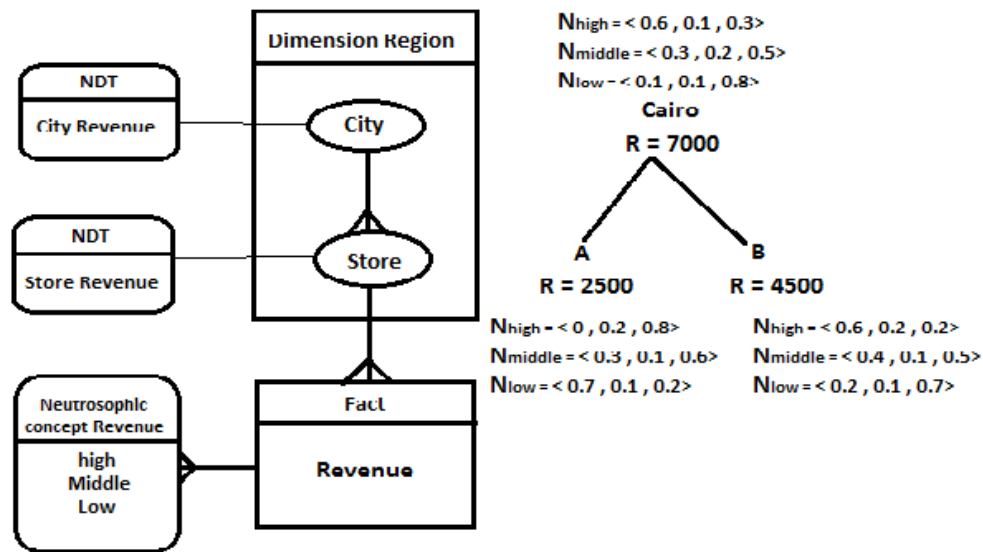 Dimension Region
NDT
City Revenue
City
NDT
Store Revenue
Store
Neutrosophic
concept Revenue
high
Middle
Low
Fact
Revenue
Nhigh = < 0.6 , 0.1 , 0.3>
Nmiddle = < 0.3 , 0.2 , 0.5>
Nlow = < 0.1 , 0.1 , 0.8>
Cairo
R = 7000
A
R = 2500
Nhigh = < 0 , 0.2 , 0.8>
Nmiddle = < 0.3 , 0.1 , 0.6>
Nlow = < 0.7 , 0.1 , 0.2>
B
R = 4500
Nhigh = < 0.6 , 0.2 , 0.2>
Nmiddle = < 0.4 , 0.1 , 0.5>
Nlow = < 0.2 , 0.1 , 0.7>